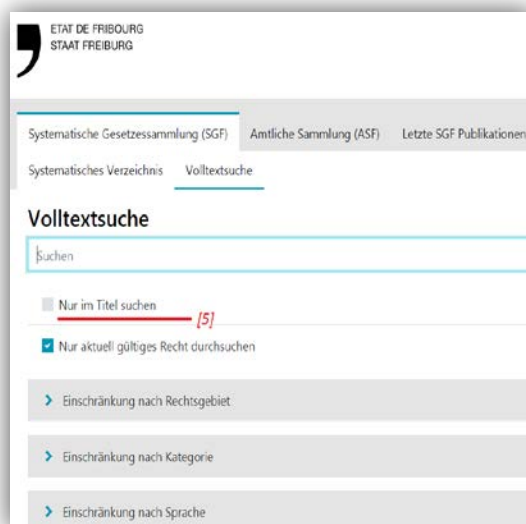 ETAT DE FRIBOURG
STAAT FREIBURG
Systematische Gesetzessammlung (SGF) Amtliche Sammlung (ASF) Letzte SGF Publikationen
Systematisches Verzeichnis Volltextsuche
Volltextsuche
Suchen
Nur im Titel suchen
[5]
Nur aktuell gültiges Recht durchsuchen
Einschränkung nach Rechtsgebiet
Einschränkung nach Kategorie
Einschränkung nach Sprache